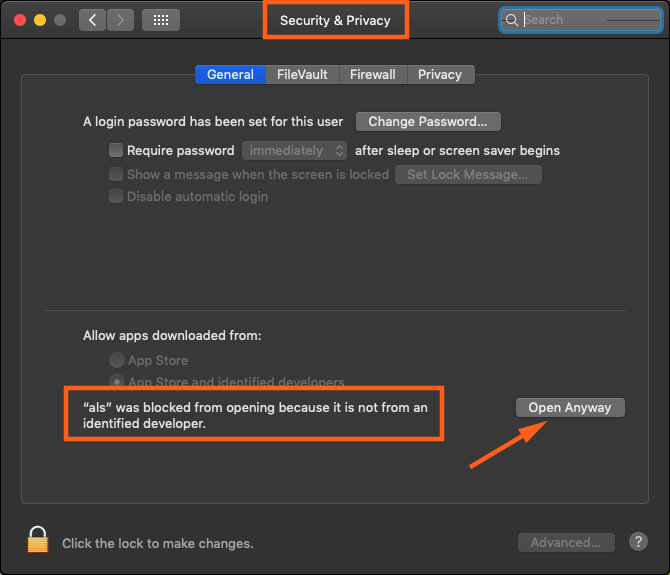 Security & Privacy
Search
General FileVault Firewall Privacy
A login password has been set for this user Change Password...
Require password immediately after sleep or screen saver begins
Show a message when the screen is locked Set Lock Message...
Disable automatic login
Allow apps downloaded from:
App Store
App Store and identified developers
“als” was blocked from opening because it is not from an
identified developer.
Open Anyway
Click the lock to make changes.
Advanced... ?